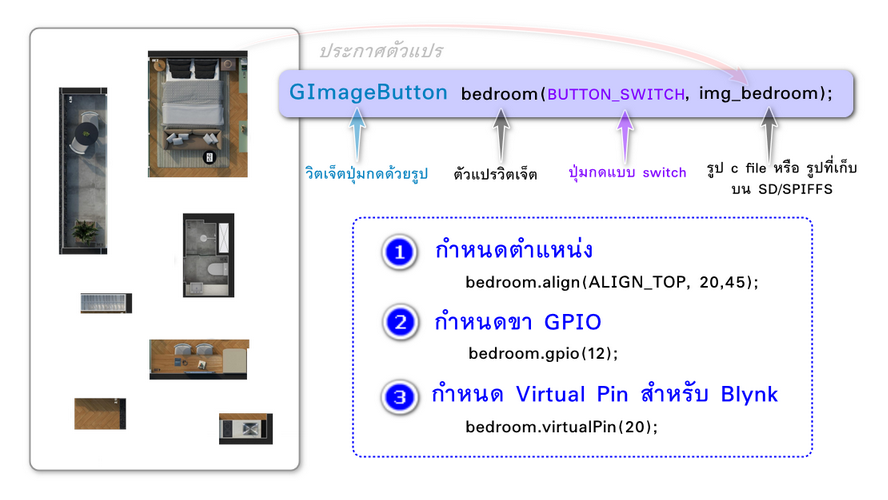 ประกาศตัวแปร
GImageButton bedroom(BUTTON_SWITCH, img_bedroom);
วิตเจ็ตปุ่มกดด้วยรูป
ตัวแปรวิตเจ็ต
ปุ่มกดแบบ switch
รูป c file หรือ รูปที่เก็บ
บน SD/SPIFFS
1 กำหนดตำแหน่ง
bedroom.align(ALIGN_TOP, 20,45);
2 กำหนดขา GPIO
bedroom.gpio(12);
3 กำหนด Virtual Pin สำหรับ Blynk
bedroom.virtualPin(20);